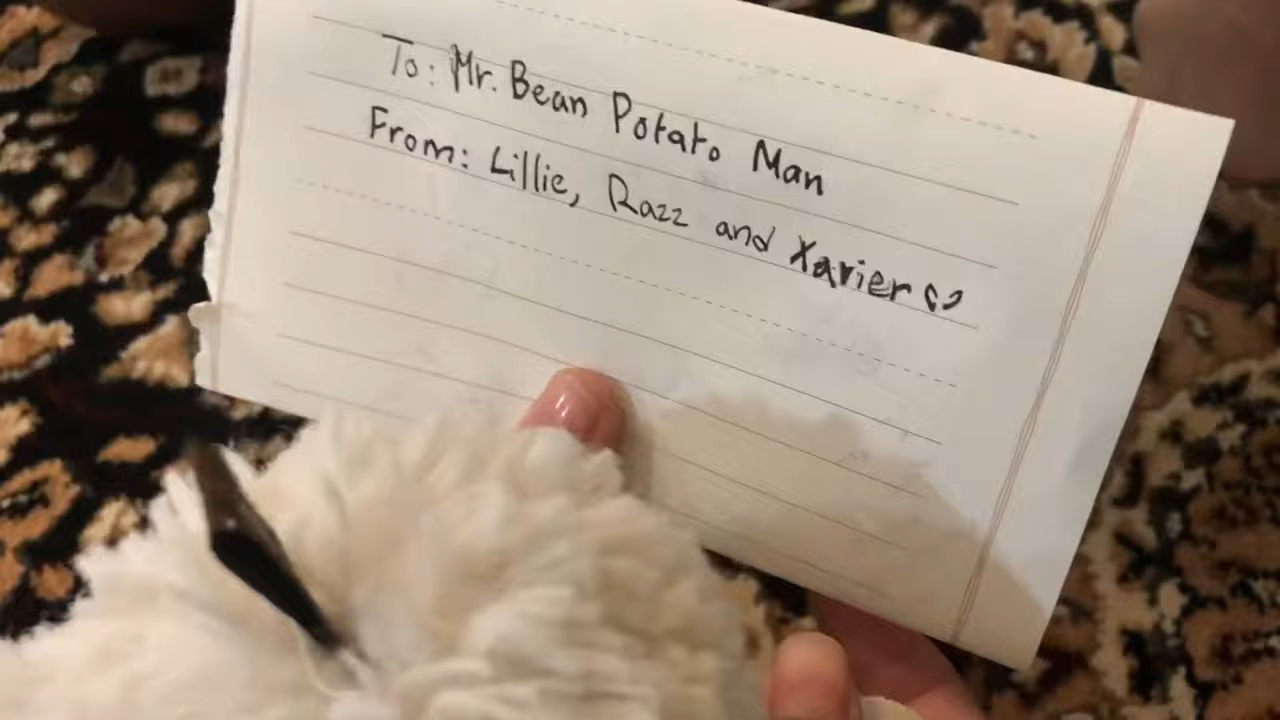 To: Mr. Bean Potato Man
From: Lillie, Razz and Xavier